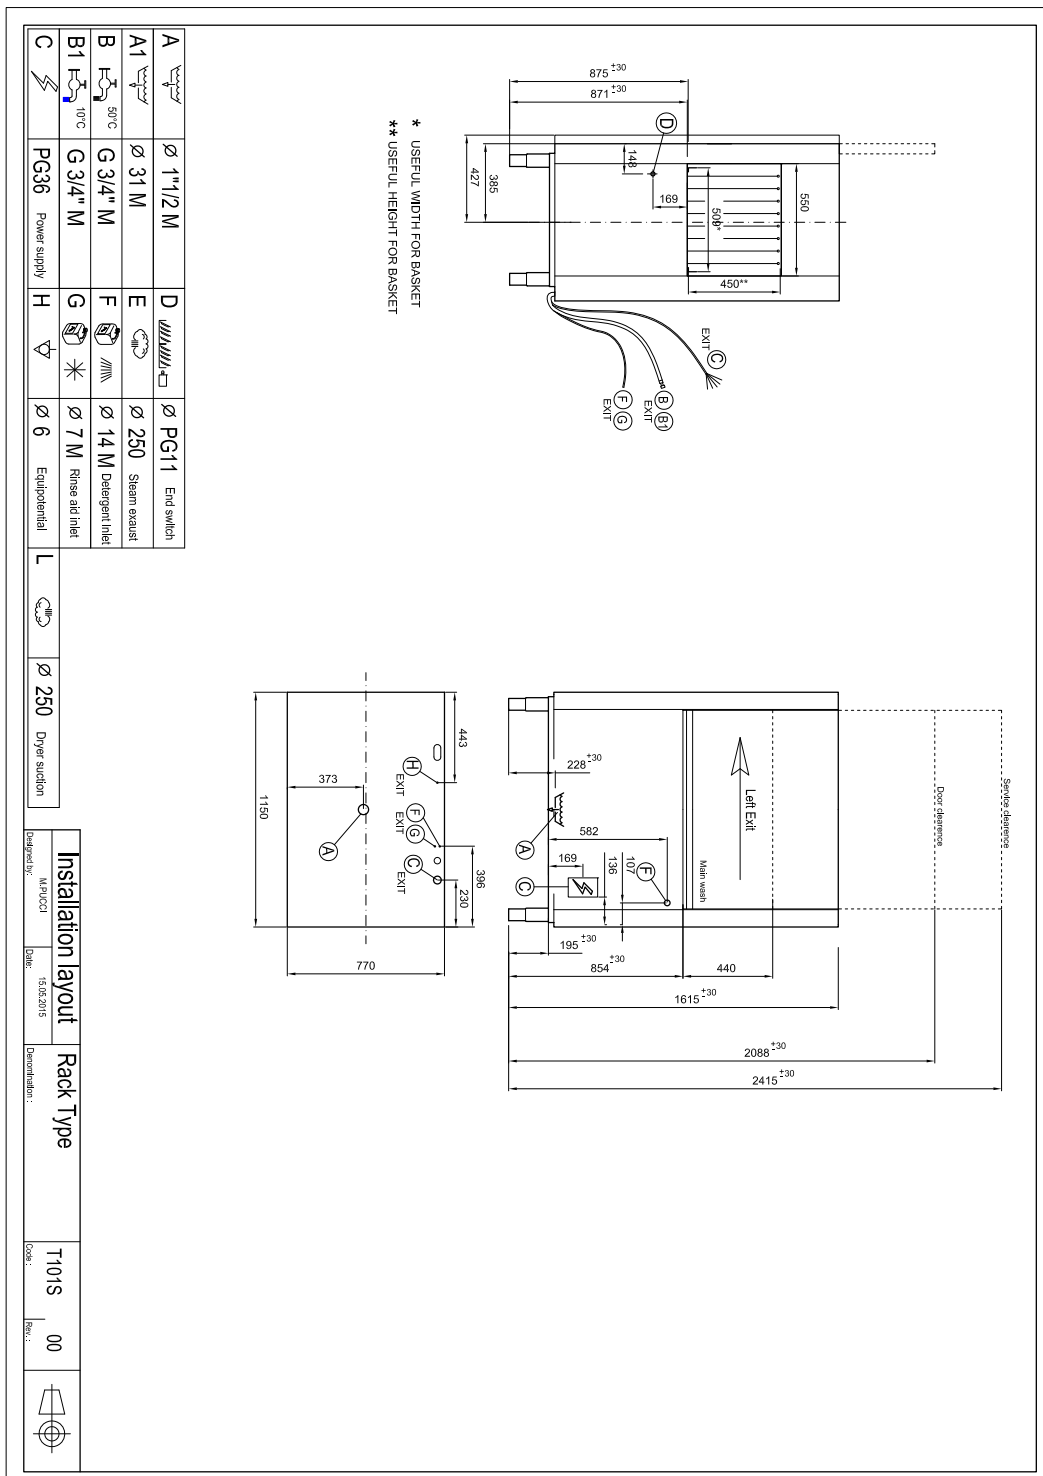 875 ±30
871 ±30
D
148
169
385
427
509*
550
450**
* USEFUL WIDTH FOR BASKET
** USEFUL HEIGHT FOR BASKET
C
EXIT
B B1
EXIT
F G
EXIT
Service clearence
Door clearence
Left Exit
Main wash
228 ±30
A
582
169
C
136
107
F
195 ±30
854 ±30
440
1615 ±30
2088 ±30
2415 ±30
443
H
EXIT
F G
EXIT
C
EXIT
373
A
1150
396
230
770
A Ø 1"1/2 M D Ø PG11 End switch
A1 Ø 31 M E Ø 250 Steam exaust
B 50°C G 3/4" M F Ø 14 M Detergent Inlet
B1 10°C G 3/4" M G Ø 7 M Rinse aid inlet
C PG36 Power supply H Ø 6 Equipotential L Ø 250 Dryer suction
Installation layout
Designed by: M.PUCCI
Date: 15.05.2015
Rack Type
Denomination :
T101S
Code :
00
Rev. :